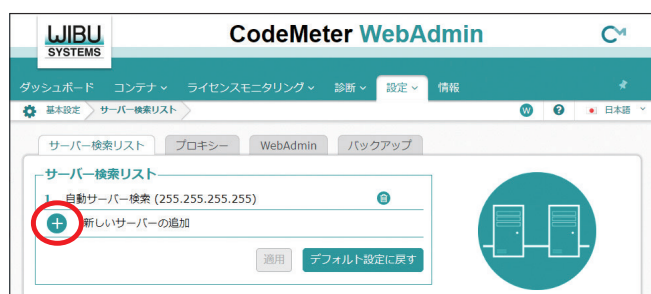 WIBU
SYSTEMS
CodeMeter WebAdmin
ダッシュボード コンテナ ライセンスモニタリング 診断 設定 情報
基本設定 サーバー検索リスト W ? 日本語
サーバー検索リスト プロキシー WebAdmin バックアップ
サーバー検索リスト
1. 自動サーバー検索 (255.255.255.255)
新しいサーバーの追加
適用 デフォルト設定に戻す